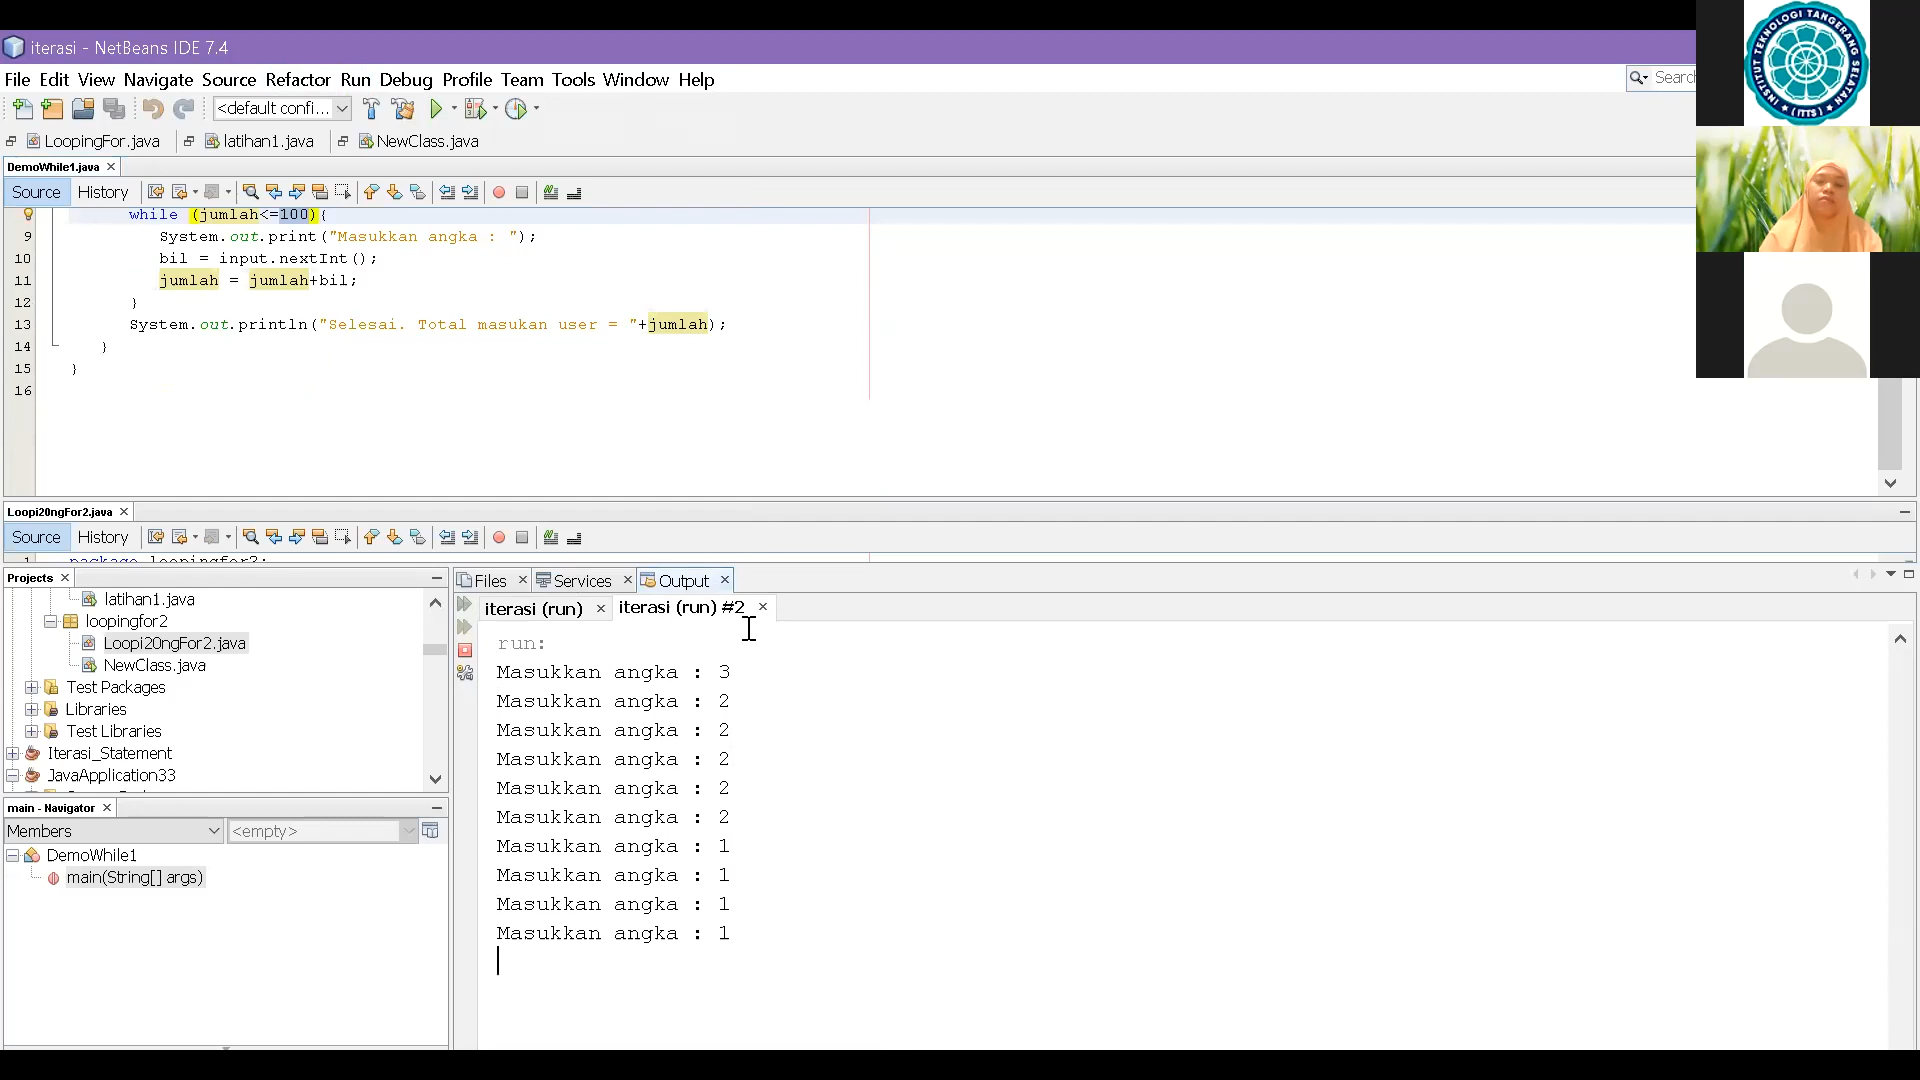 iterasi - NetBeans IDE 7.4
File Edit View Navigate Source Refactor Run Debug Profile Team Tools Window Help
Search
<default confi...
LoopingFor.java latihan1.java NewClass.java
DemoWhile1.java
Source History
while (jumlah<=100){
9 System.out.print("Masukkan angka : ");
10 bil = input.nextInt();
11 jumlah = jumlah+bil;
12 }
13 System.out.println("Selesai. Total masukan user = "+jumlah);
14 }
15 }
16
Loopi20ngFor2.java
Source History
1 package loopingfor2;
Projects
latihan1.java
loopingfor2
Loopi20ngFor2.java
NewClass.java
Test Packages
Libraries
Test Libraries
Iterasi_Statement
JavaApplication33
main - Navigator
Members <empty>
DemoWhile1
main(String[] args)
Files Services Output
iterasi (run) iterasi (run) #2
run:
Masukkan angka : 3
Masukkan angka : 2
Masukkan angka : 2
Masukkan angka : 2
Masukkan angka : 2
Masukkan angka : 2
Masukkan angka : 1
Masukkan angka : 1
Masukkan angka : 1
Masukkan angka : 1
INSTITUT TEKNOLOGI TANGERANG SELATAN
(ITTS)